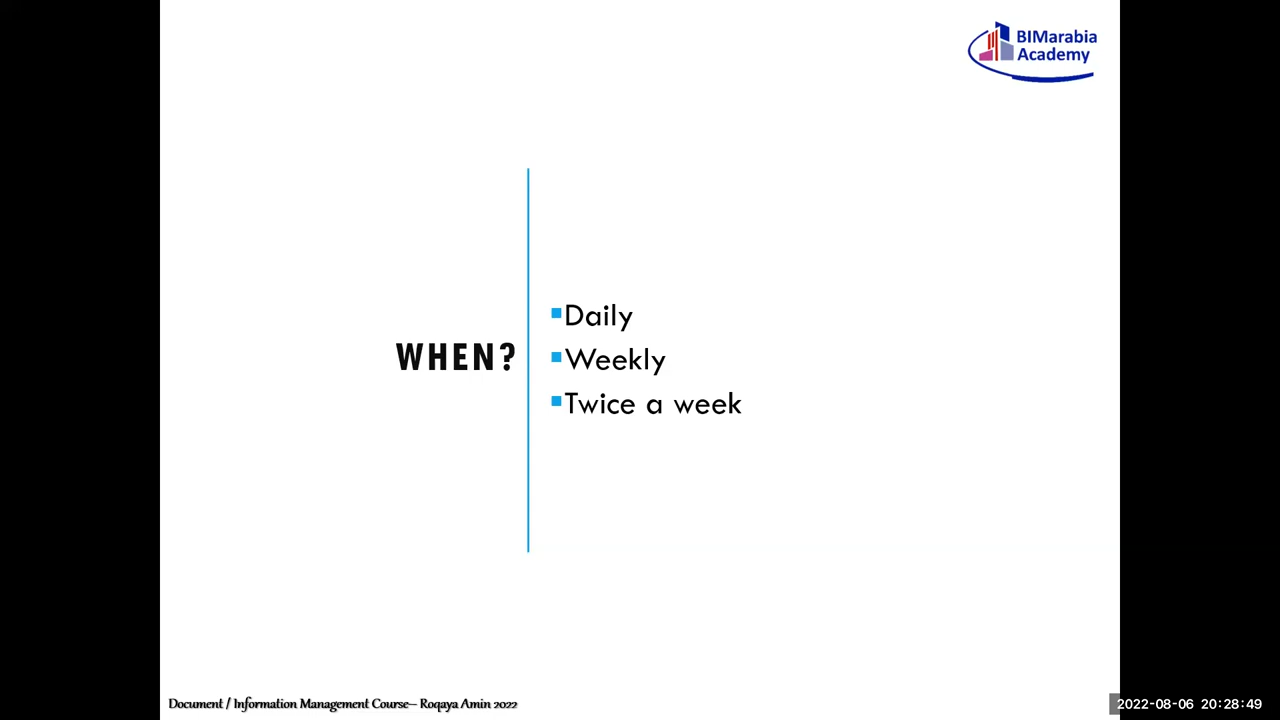 BIMarabia
Academy
WHEN?
Daily
Weekly
Twice a week
Document / Information Management Course– Roqaya Amin 2022
2022-08-06 20:28:49